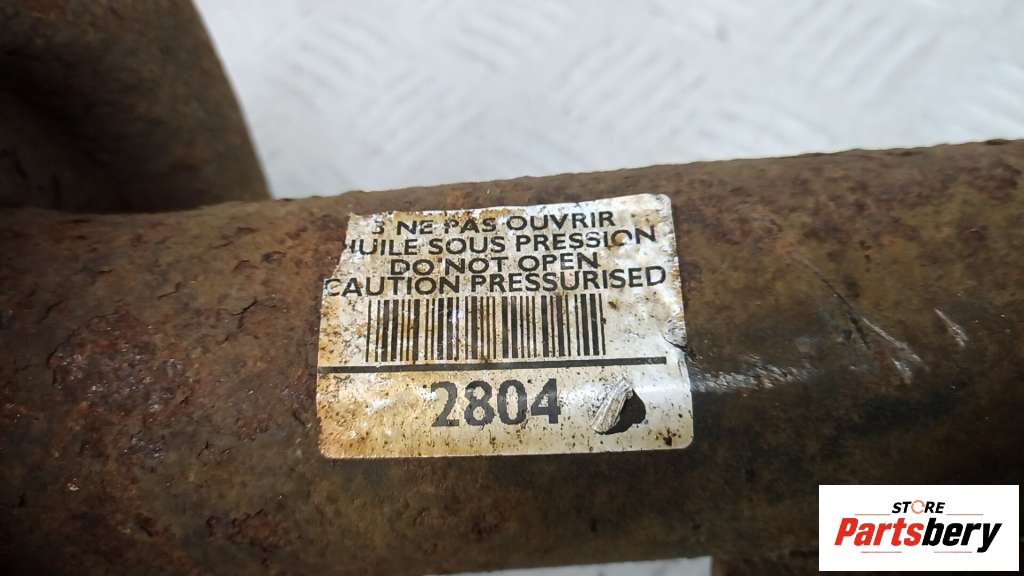 NE PAS OUVRIR
HUILE SOUS PRESSION
DO NOT OPEN
CAUTION PRESSURISED
2804
STORE
Partsbery